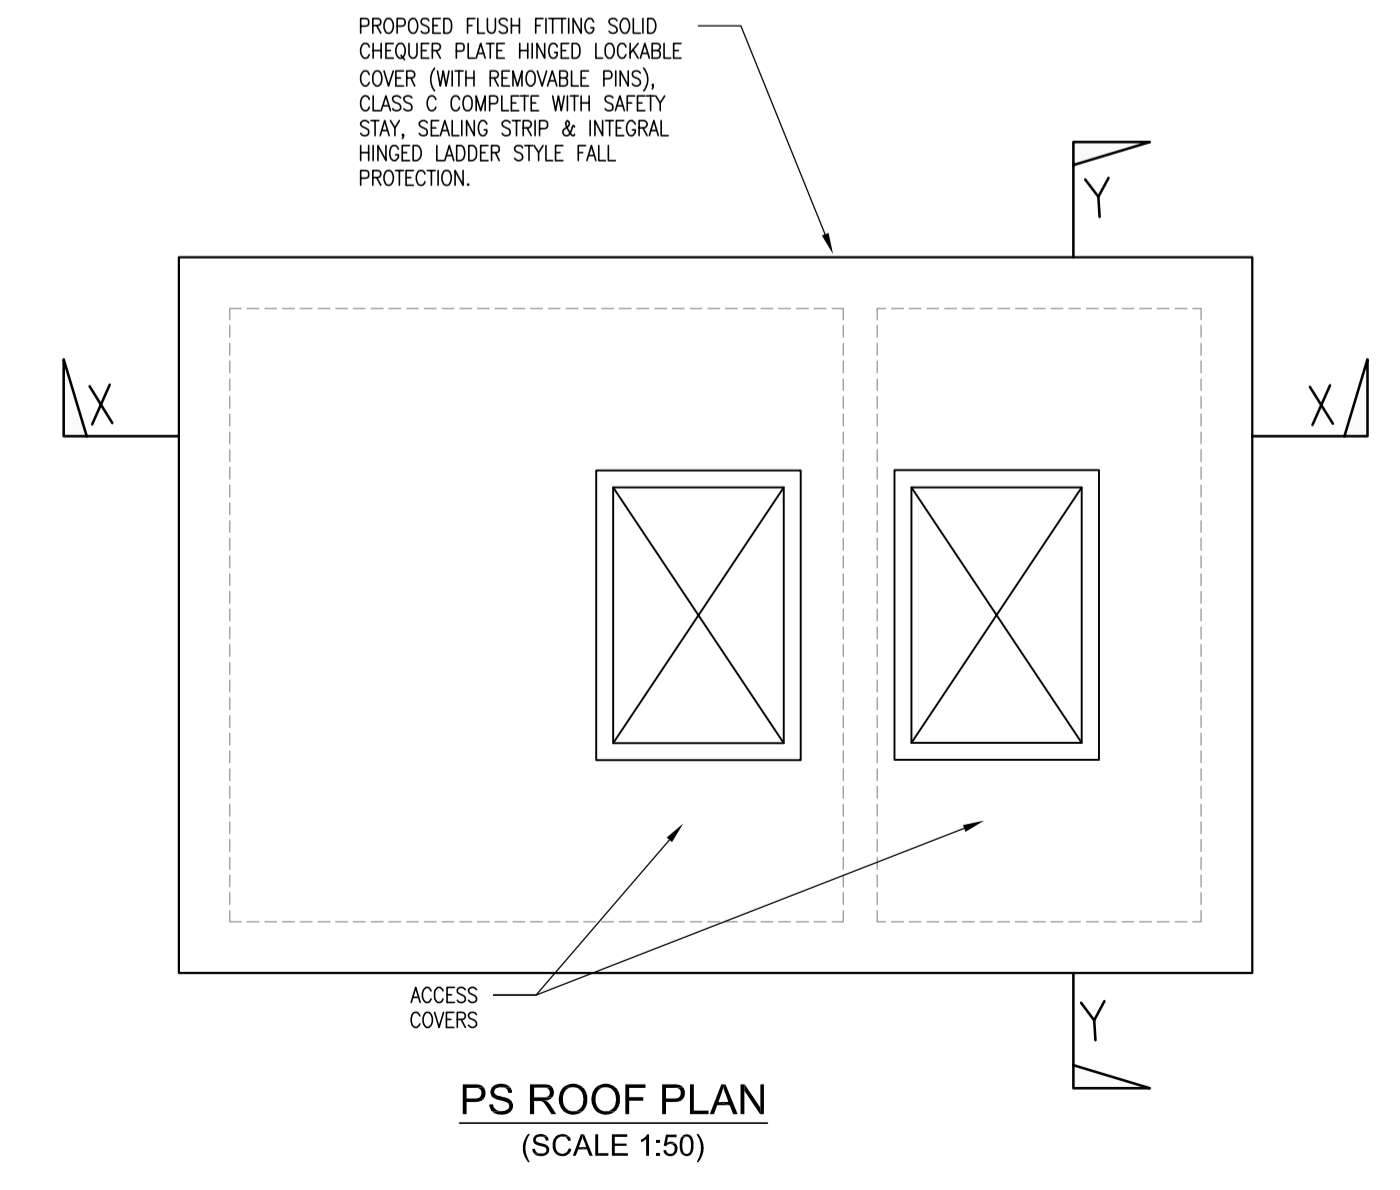 PROPOSED FLUSH FITTING SOLID
CHEQUER PLATE HINGED LOCKABLE
COVER (WITH REMOVABLE PINS),
CLASS C COMPLETE WITH SAFETY
STAY, SEALING STRIP & INTEGRAL
HINGED LADDER STYLE FALL
PROTECTION.
Y
X
X
ACCESS
COVERS
Y
PS ROOF PLAN
(SCALE 1:50)